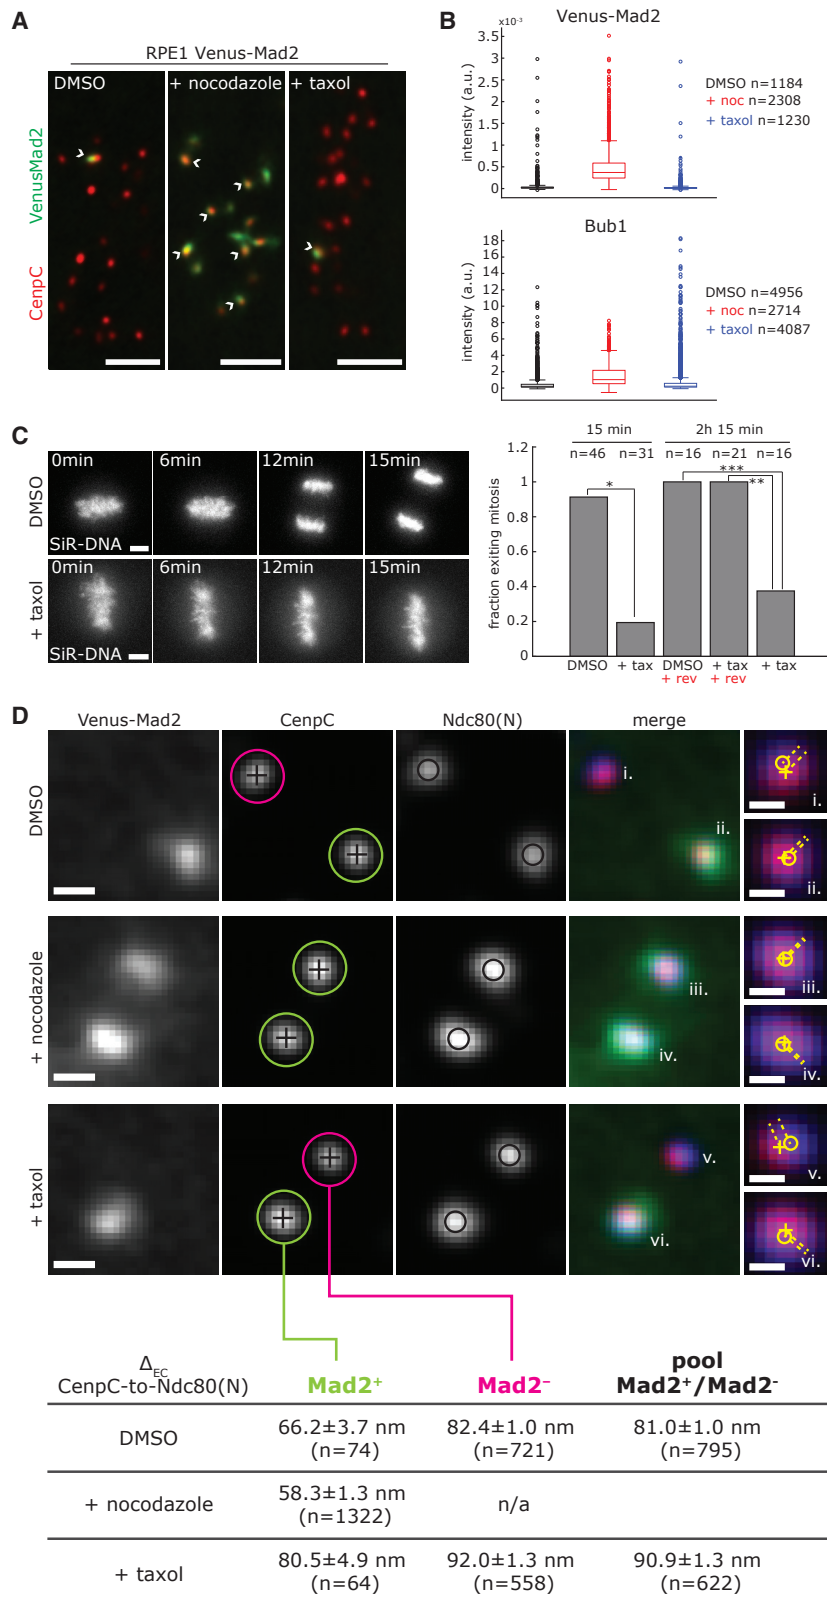 A
RPE1 Venus-Mad2
DMSO
+ nocodazole
+ taxol
CenpC VenusMad2
B
Venus-Mad2
x10⁻³
3.5
3
2.5
2
1.5
1
0.5
0
intensity (a.u.)
DMSO n=1184
+ noc n=2308
+ taxol n=1230
Bub1
18
16
14
12
10
8
6
4
2
0
intensity (a.u.)
DMSO n=4956
+ noc n=2714
+ taxol n=4087
C
DMSO
0min
6min
12min
15min
SiR-DNA
+ taxol
0min
6min
12min
15min
SiR-DNA
15 min
2h 15 min
n=46 n=31 n=16 n=21 n=16
1.2
1
0.8
0.6
0.4
0.2
0
fraction exiting mitosis
*
***
**
DMSO + tax DMSO + tax + tax
+ rev + rev
D
Venus-Mad2
CenpC
Ndc80(N)
merge
DMSO
i.
ii.
i.
ii.
+ nocodazole
iii.
iv.
iii.
iv.
+ taxol
v.
vi.
v.
vi.
Δ_EC
CenpC-to-Ndc80(N)
Mad2⁺
Mad2⁻
pool
Mad2⁺/Mad2⁻
DMSO
66.2±3.7 nm
(n=74)
82.4±1.0 nm
(n=721)
81.0±1.0 nm
(n=795)
+ nocodazole
58.3±1.3 nm
(n=1322)
n/a
+ taxol
80.5±4.9 nm
(n=64)
92.0±1.3 nm
(n=558)
90.9±1.3 nm
(n=622)